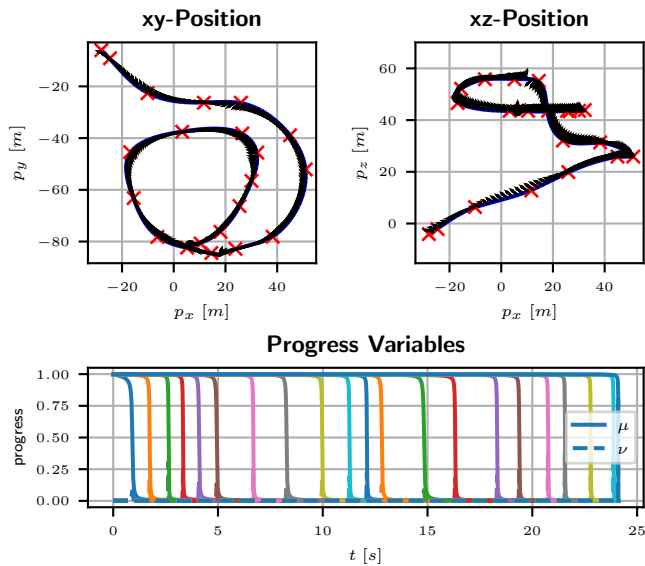 xy-Position
xz-Position
p_y [m]
−20
−40
−60
−80
−20
0
20
40
p_x [m]
p_z [m]
60
40
20
0
−20
0
20
40
p_x [m]
Progress Variables
progress
1.00
0.75
0.50
0.25
0.00
μ
ν
0
5
10
15
20
25
t [s]